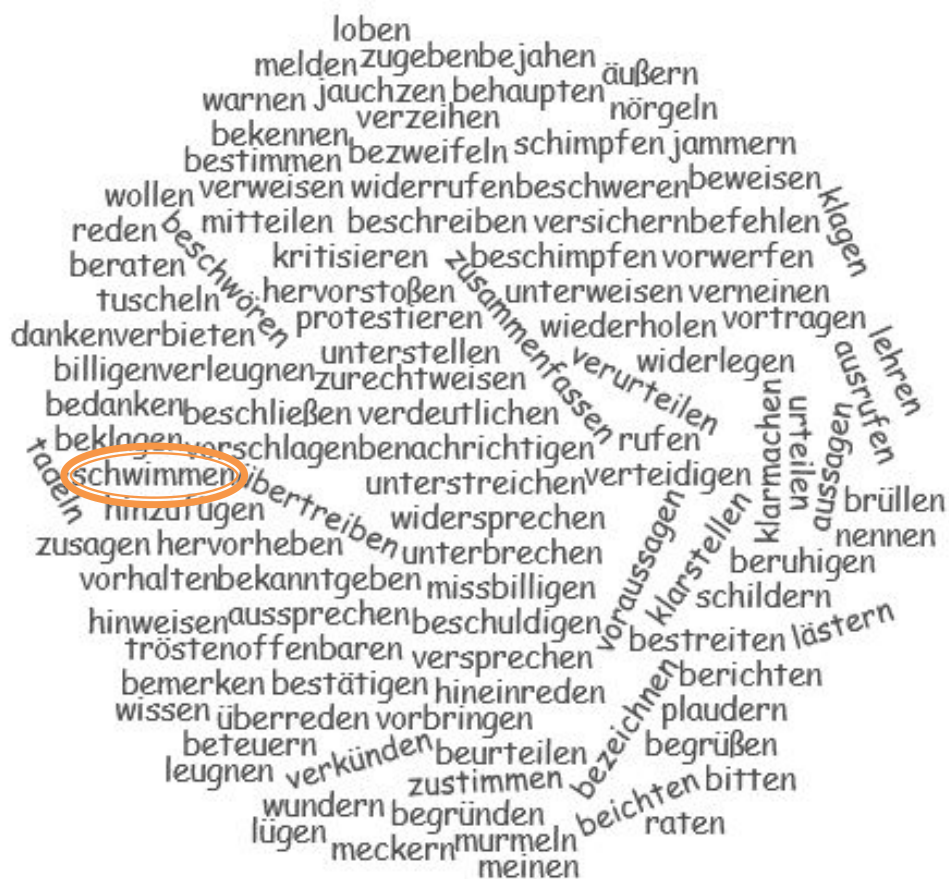 loben
melden zugeben bejahen äußern
warnen jauchzen behaupten nörgeln
verzeihen
bekennen
bestimmen bezweifeln schimpfen jammern
wollen verweisen widerrufen beschweren beweisen
klagen
reden beschwören mitteilen beschreiben versichern befehlen
beraten kritisieren zusammenfassen beschimpfen vorwerfen
tuscheln hervorstoßen unterweisen verneinen
danken verbieten protestieren wiederholen vortragen lehren
unterstellen verurteilen widerlegen ausrufen
billigen verleugnen zurechtweisen
bedanken beschließen verdeutlichen klarmachen urteilen aussagen
beklagen vorschlagen benachrichtigen rufen
tadeln schwimmen übertreiben unterstreichen verteidigen
hinzufügen widersprechen voraussagen klarstellen brüllen
nennen
zusagen hervorheben unterbrechen beruhigen
vorhalten bekanntgeben missbilligen schildern
hinweisen aussprechen beschuldigen bestreiten lästern
trösten offenbaren versprechen berichten
bemerken bestätigen hineinreden bezeichnen
wissen überreden vorbringen plaudern
beteuern verkünden beurteilen begrüßen
leugnen zustimmen bitten
wundern begründen beichten raten
lügen meckern murmeln
meinen